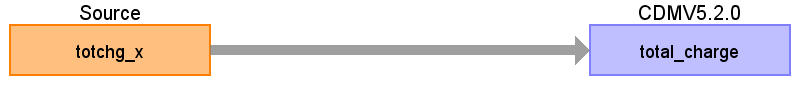 Source
CDMV5.2.0
totchg_x
total_charge